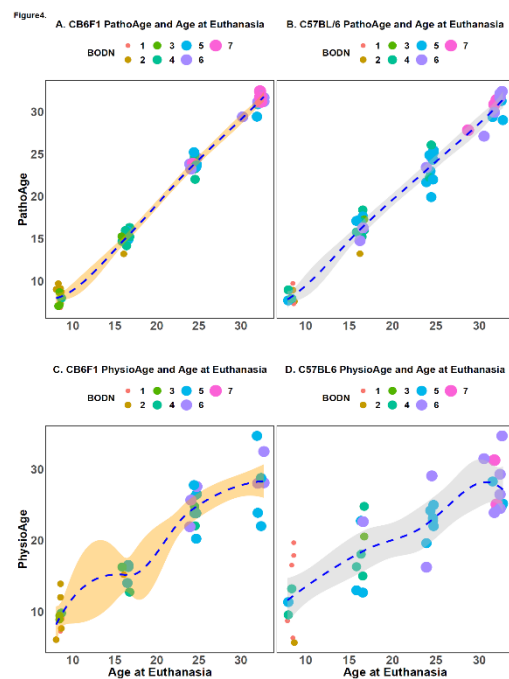 Figure4.
A. CB6F1 PathoAge and Age at Euthanasia
BODN 1 3 5 7
2 4 6
PathoAge
30
25
20
15
10
10 15 20 25 30
B. C57BL/6 PathoAge and Age at Euthanasia
BODN 1 3 5 7
2 4 6
10 15 20 25 30
C. CB6F1 PhysioAge and Age at Euthanasia
BODN 1 3 5 7
2 4 6
PhysioAge
30
20
10
10 15 20 25 30
Age at Euthanasia
D. C57BL6 PhysioAge and Age at Euthanasia
BODN 1 3 5 7
2 4 6
10 15 20 25 30
Age at Euthanasia